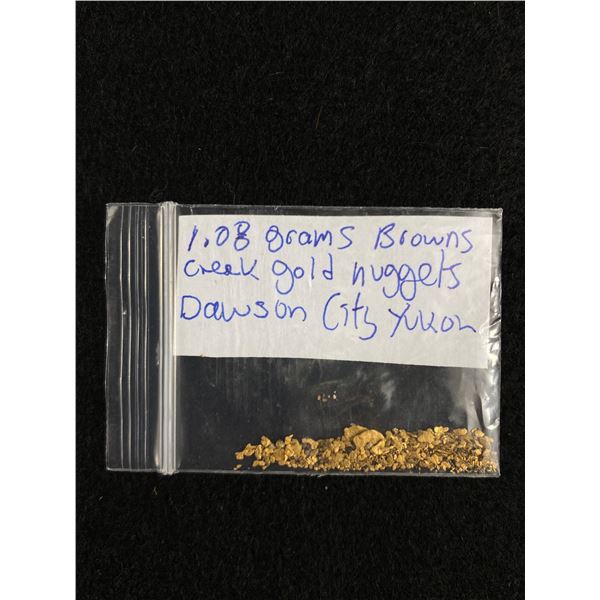 1.08 grams Browns
Creek gold nuggets
Dawson City Yukon